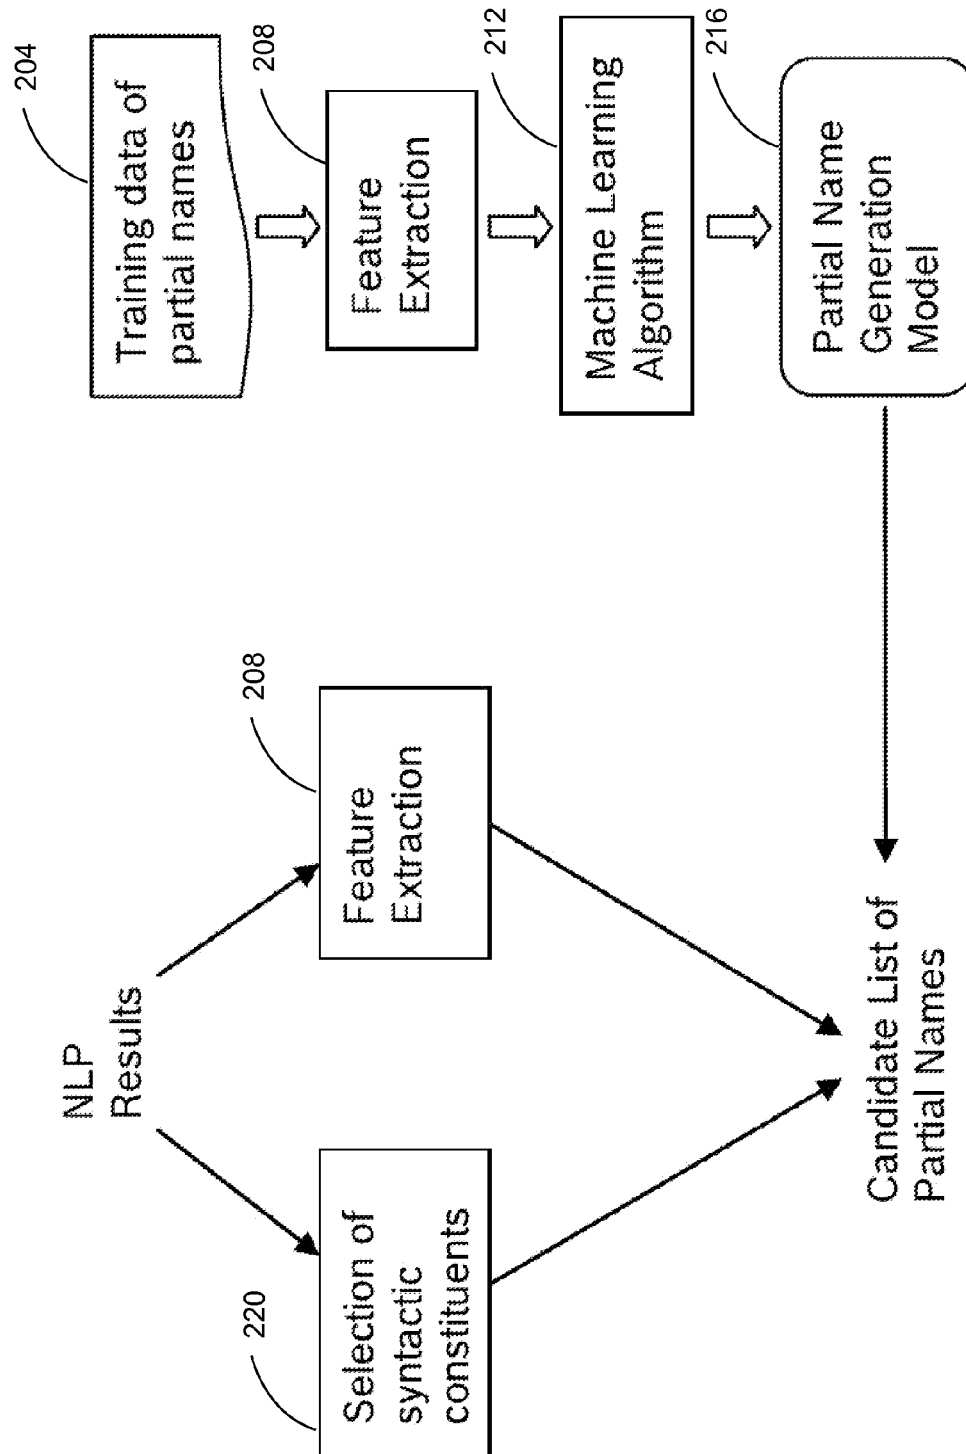 NLP
Results
220
Selection of
syntactic
constituents
208
Feature
Extraction
Candidate List of
Partial Names
204
Training data of
partial names
208
Feature
Extraction
212
Machine Learning
Algorithm
216
Partial Name
Generation
Model